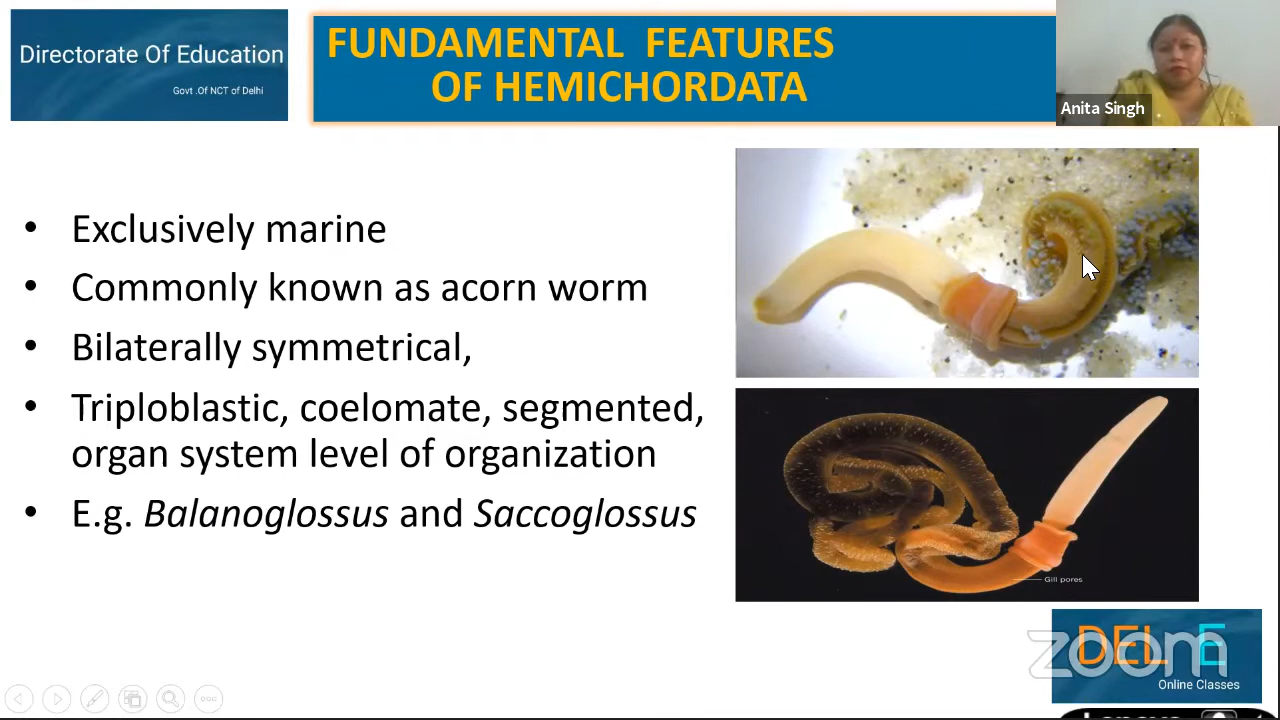 Directorate Of Education
Govt .Of NCT of Delhi
FUNDAMENTAL FEATURES
OF HEMICHORDATA
Anita Singh
• Exclusively marine
• Commonly known as acorn worm
• Bilaterally symmetrical,
• Triploblastic, coelomate, segmented,
organ system level of organization
• E.g. Balanoglossus and Saccoglossus
Gill pores
zoom
DEL E
Online Classes